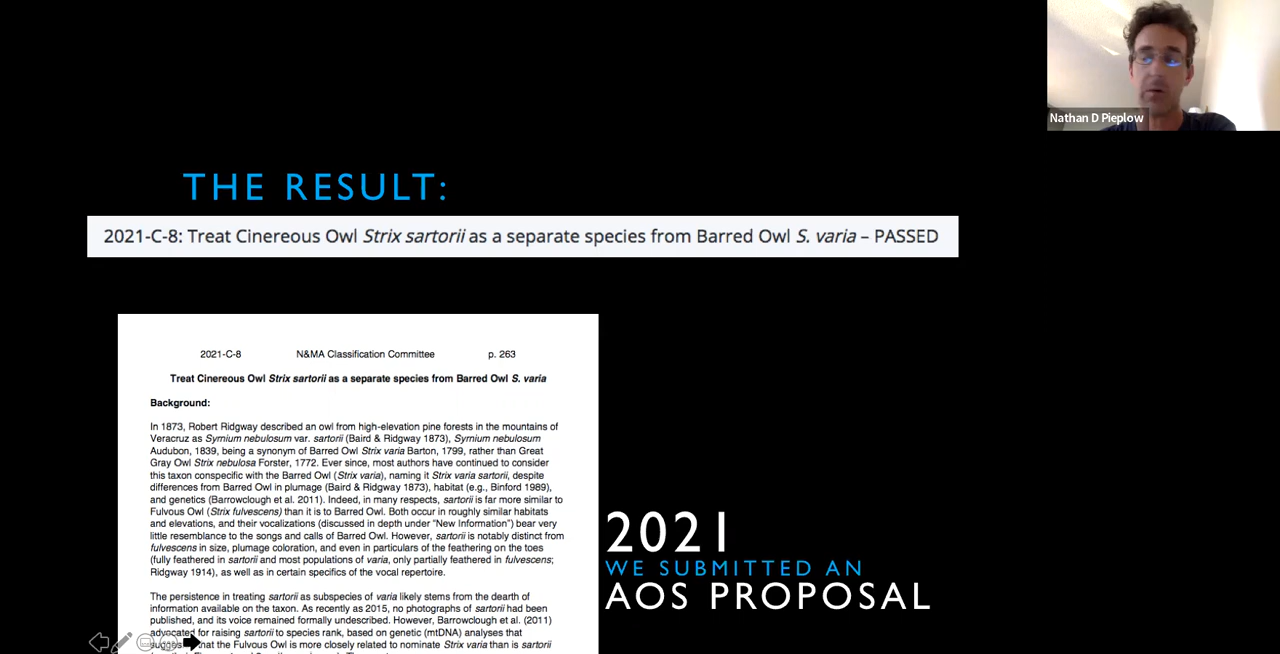 Nathan D Pieplow
THE RESULT:
2021-C-8: Treat Cinereous Owl Strix sartorii as a separate species from Barred Owl S. varia – PASSED
2021-C-8 N&MA Classification Committee p. 263
Treat Cinereous Owl Strix sartorii as a separate species from Barred Owl S. varia
Background:
In 1873, Robert Ridgway described an owl from high-elevation pine forests in the mountains of
Veracruz as Syrnium nebulosum var. sartorii (Baird & Ridgway 1873), Syrnium nebulosum
Audubon, 1839, being a synonym of Barred Owl Strix varia Barton, 1799, rather than Great
Gray Owl Strix nebulosa Forster, 1772. Ever since, most authors have continued to consider
this taxon conspecific with the Barred Owl (Strix varia), naming it Strix varia sartorii, despite
differences from Barred Owl in plumage (Baird & Ridgway 1873), habitat (e.g., Binford 1989),
and genetics (Barrowclough et al. 2011). Indeed, in many respects, sartorii is far more similar to
Fulvous Owl (Strix fulvescens) than it is to Barred Owl. Both occur in roughly similar habitats
and elevations, and their vocalizations (discussed in depth under "New Information") bear very
little resemblance to the songs and calls of Barred Owl. However, sartorii is notably distinct from
fulvescens in size, plumage coloration, and even in particulars of the feathering on the toes
(fully feathered in sartorii and most populations of varia, only partially feathered in fulvescens;
Ridgway 1914), as well as in certain specifics of the vocal repertoire.
The persistence in treating sartorii as subspecies of varia likely stems from the dearth of
information available on the taxon. As recently as 2015, no photographs of sartorii had been
published, and its voice remained formally undescribed. However, Barrowclough et al. (2011)
advocated for raising sartorii to species rank, based on genetic (mtDNA) analyses that
that the Fulvous Owl is more closely related to nominate Strix varia than is sartorii
2021
WE SUBMITTED AN
AOS PROPOSAL